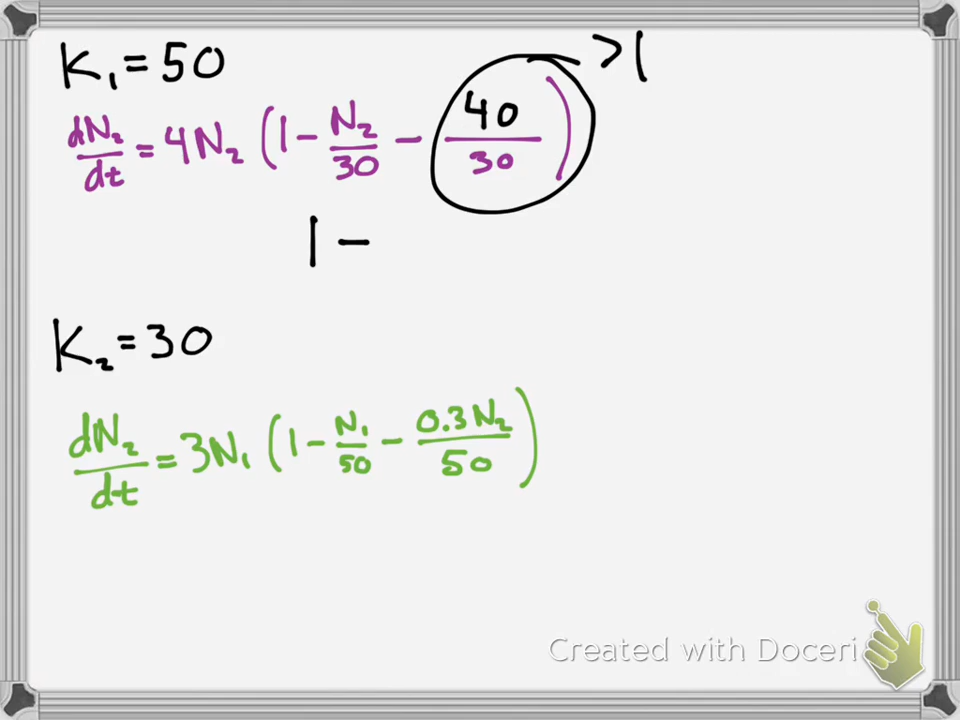 K₁ = 50
>1
dN₂/dt = 4N₂ (1 - N₂/30 - 40/30)
1 -
K₂ = 30
dN₂/dt = 3N₁ (1 - N₁/50 - 0.3N₂/50)
Created with Doceri